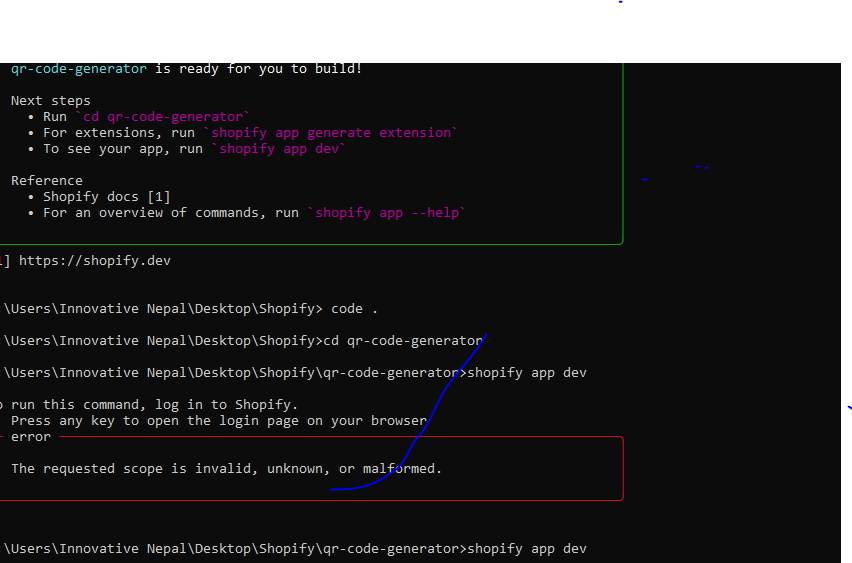 qr-code-generator is ready for you to build!
Next steps
• Run `cd qr-code-generator`
• For extensions, run `shopify app generate extension`
• To see your app, run `shopify app dev`
Reference
• Shopify docs [1]
• For an overview of commands, run `shopify app --help`
] https://shopify.dev
:\Users\Innovative Nepal\Desktop\Shopify> code .
:\Users\Innovative Nepal\Desktop\Shopify>cd qr-code-generator
:\Users\Innovative Nepal\Desktop\Shopify\qr-code-generator>shopify app dev
o run this command, log in to Shopify.
Press any key to open the login page on your browser
error
The requested scope is invalid, unknown, or malformed.
:\Users\Innovative Nepal\Desktop\Shopify\qr-code-generator>shopify app dev